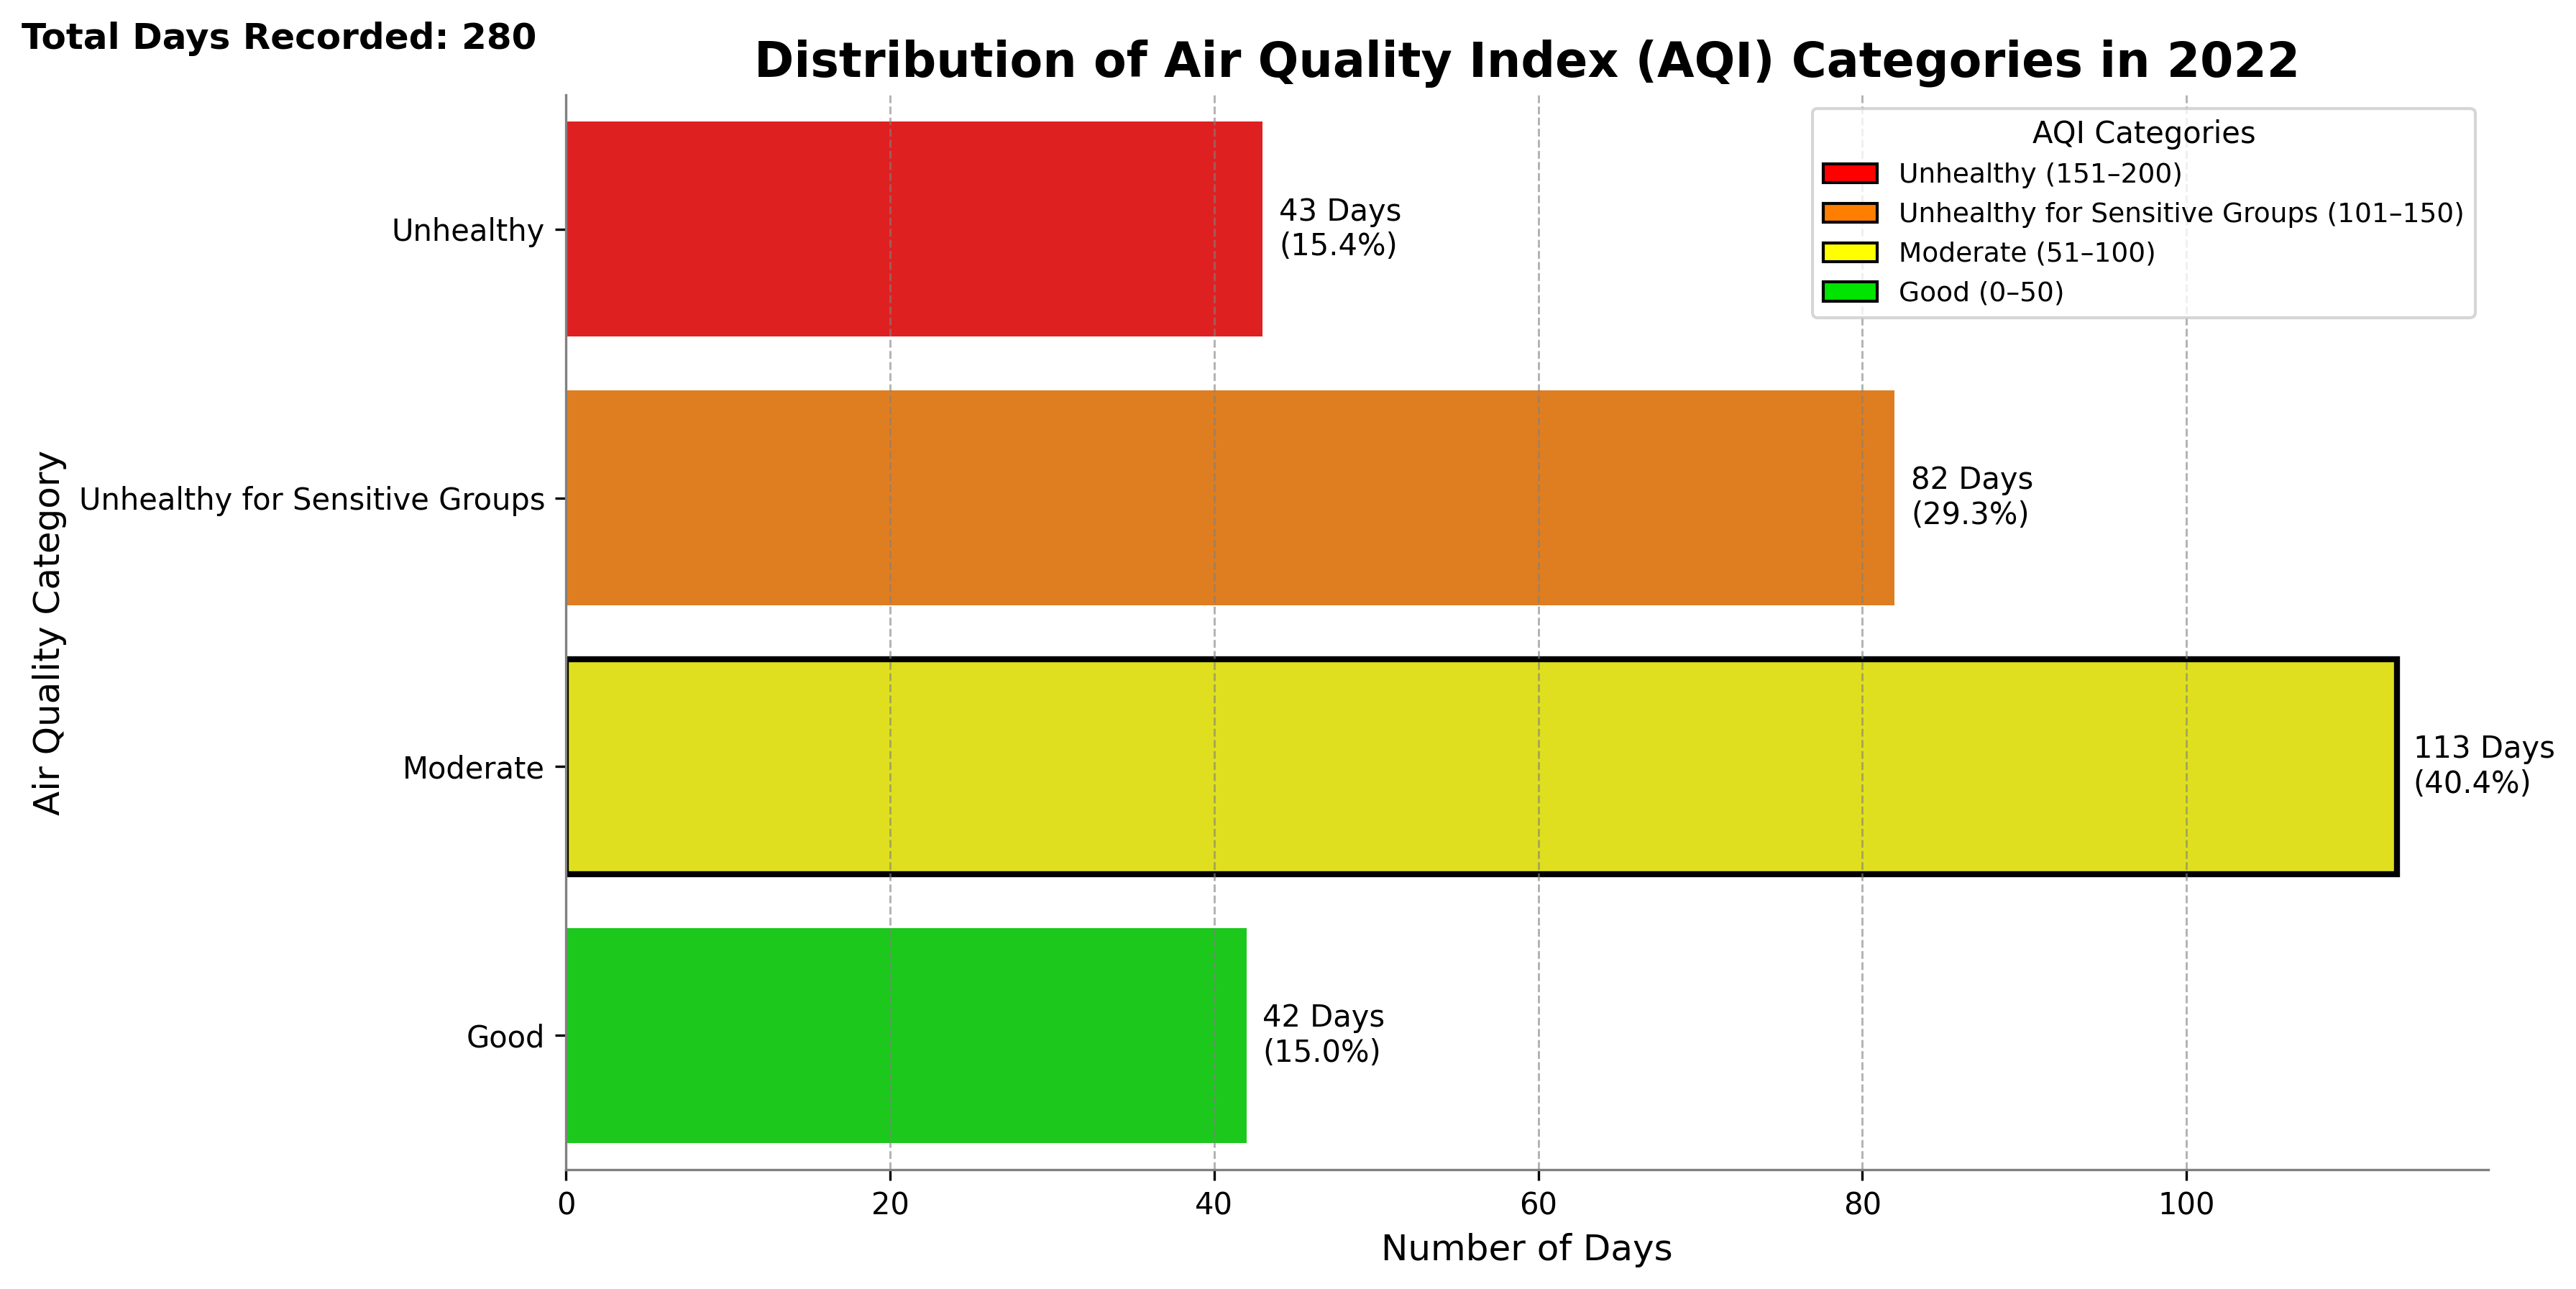 Total Days Recorded: 280
Distribution of Air Quality Index (AQI) Categories in 2022
AQI Categories
Unhealthy (151–200)
Unhealthy for Sensitive Groups (101–150)
Moderate (51–100)
Good (0–50)
Air Quality Category
Unhealthy
43 Days
(15.4%)
Unhealthy for Sensitive Groups
82 Days
(29.3%)
Moderate
113 Days
(40.4%)
Good
42 Days
(15.0%)
0
20
40
60
80
100
Number of Days